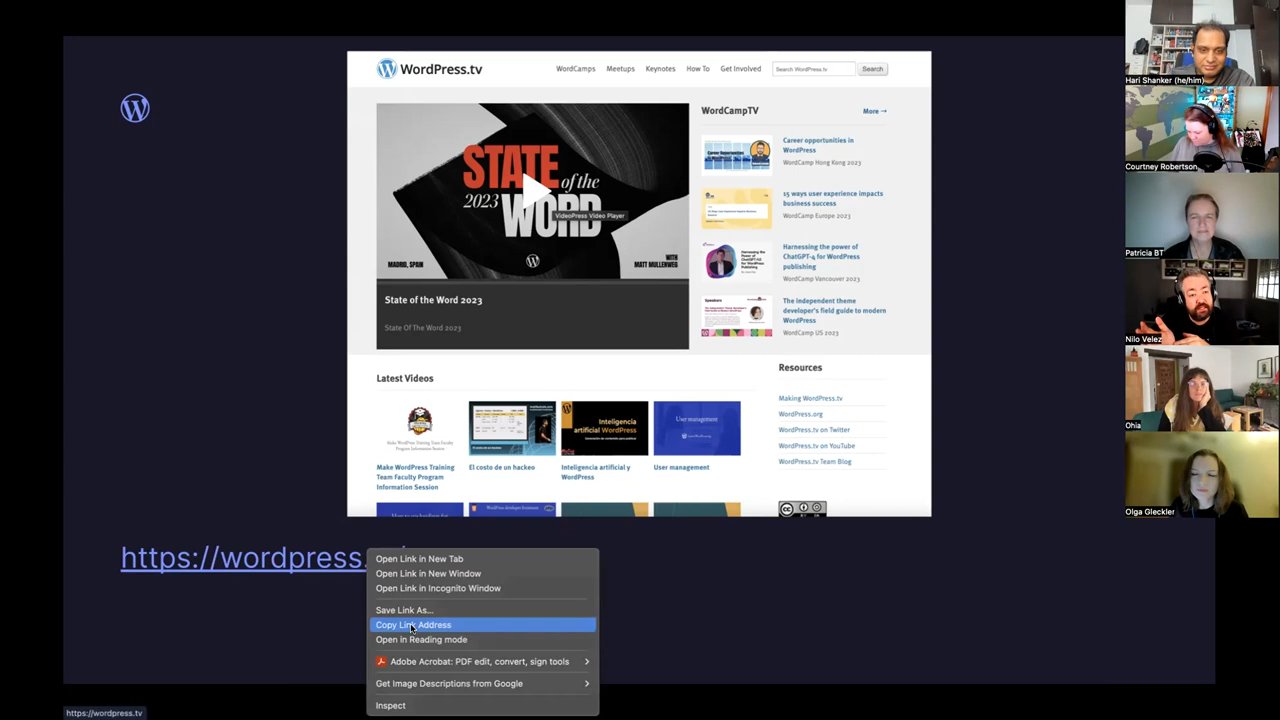 WordPress.tv
WordCamps
Meetups
Keynotes
How To
Get Involved
Search WordPress.tv
Search
STATE
of the
2023
WORD
VideoPress Video Player
MADRID, SPAIN
WITH
MATT MULLENWEG
State of the Word 2023
State Of The Word 2023
WordCampTV
More →
Career opportunities in
WordPress
WordCamp Hong Kong 2023
15 ways user experience impacts
business success
WordCamp Europe 2023
Harnessing the power of
ChatGPT-4 for WordPress
publishing
WordCamp Vancouver 2023
Speakers
The independent theme
developer's field guide to modern
WordPress
WordCamp US 2023
Latest Videos
Inteligencia
artificial WordPress
User management
Make WordPress Training
Team Faculty Program
Information Session
El costo de un hackeo
Inteligencia artificial y
WordPress
User management
Resources
Making WordPress.tv
WordPress.org
WordPress.tv on Twitter
WordPress.tv on YouTube
WordPress.tv Team Blog
https://wordpress.
Open Link in New Tab
Open Link in New Window
Open Link in Incognito Window
Save Link As...
Copy Link Address
Open in Reading mode
Adobe Acrobat: PDF edit, convert, sign tools
Get Image Descriptions from Google
Inspect
https://wordpress.tv
Hari Shanker (he/him)
Courtney Robertson
Patricia BT
Nilo Velez
Ohia
Olga Gleckler